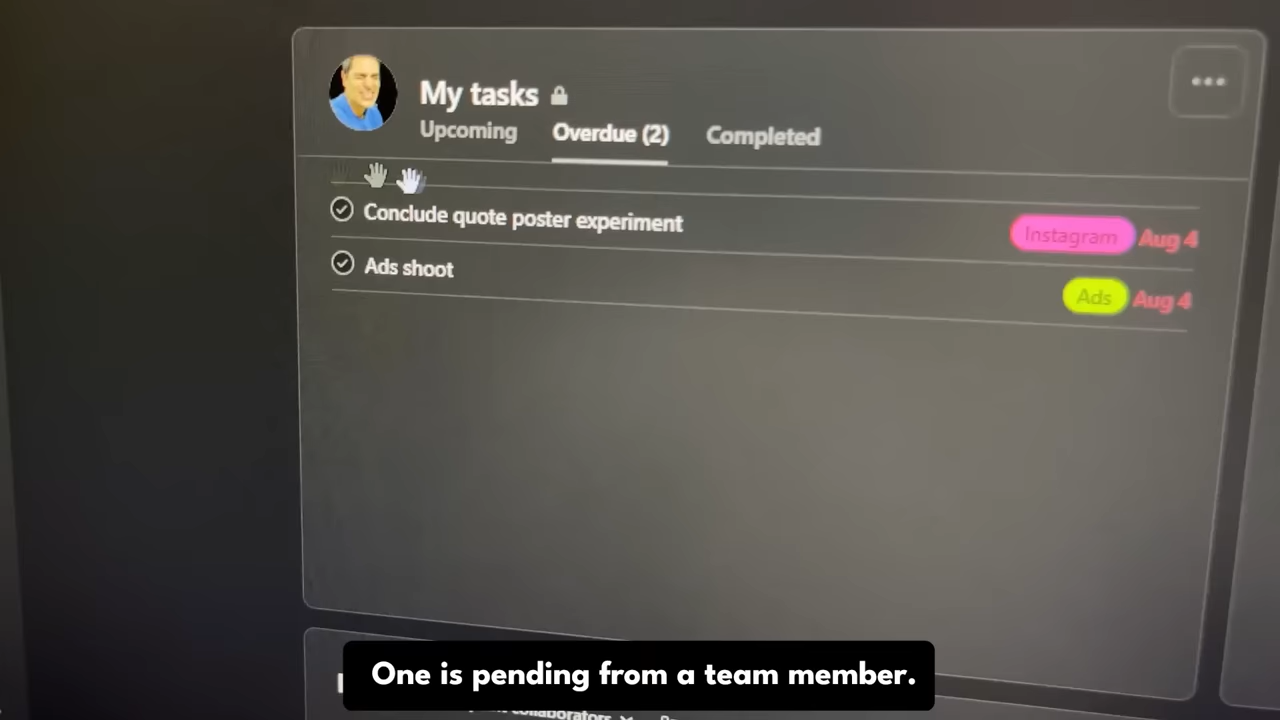 My tasks
Upcoming Overdue (2) Completed
Conclude quote poster experiment Instagram Aug 4
Ads shoot Ads Aug 4
collaborators
One is pending from a team member.